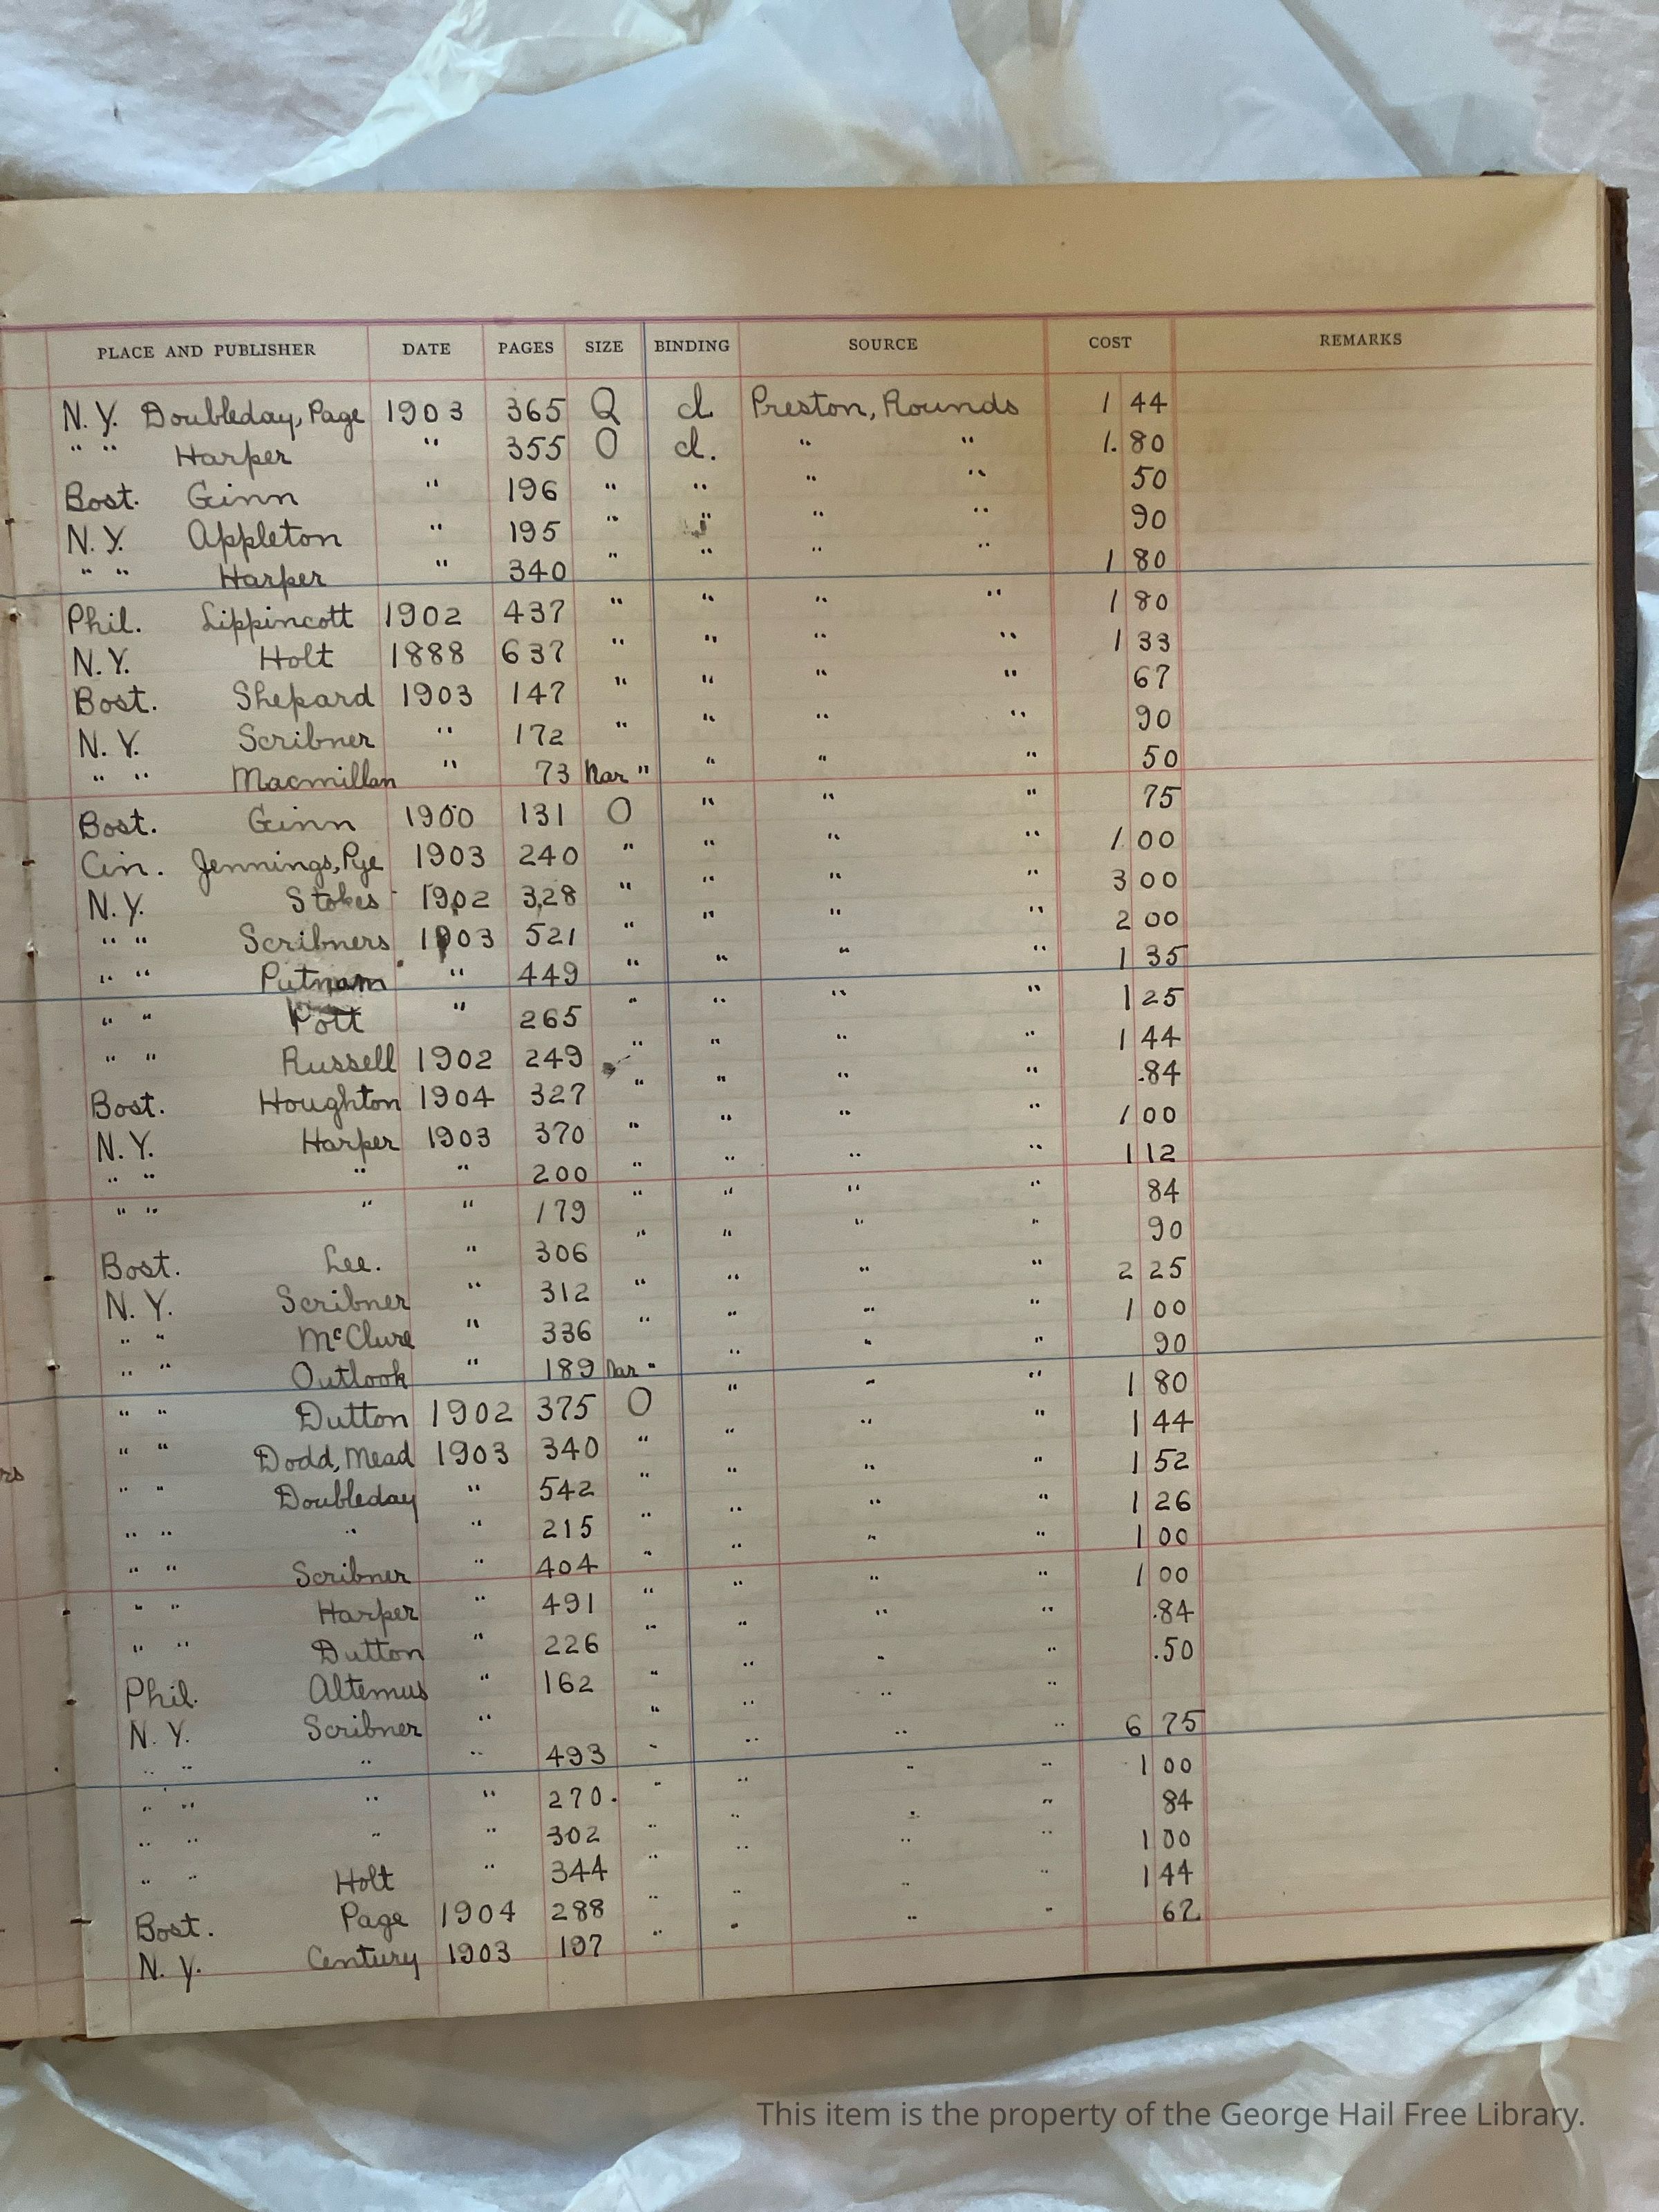 PLACE AND PUBLISHER DATE PAGES SIZE BINDING SOURCE COST REMARKS
N.Y. Doubleday, Page 1903 365 Q cl. Preston, Rounds 1 44
" " Harper " 355 O cl. " " 1.80
Bost. Ginn " 196 " " " " 50
N.Y. Appleton " 195 " " " " 90
" " Harper " 340 " " " " 1 80
Phil. Lippincott 1902 437 " " " " 1 80
N.Y. Holt 1888 637 " " " " 1 33
Bost. Shepard 1903 147 " " " " 67
N.Y. Scribner " 172 " " " " 90
" " Macmillan " 73 Nar " " " " 50
Bost. Ginn 1900 131 O " " " 75
Cin. Jennings, Pye 1903 240 " " " " 1 00
N.Y. Stokes 1902 328 " " " " 3 00
" " Scribners 1903 521 " " " " 2 00
" " Putnam " 449 " " " " 1 35
" " Pott " 265 " " " " 1 25
" " Russell 1902 249 " " " " 1 44
Bost. Houghton 1904 327 " " " " .84
N.Y. Harper 1903 370 " " " " 1 00
" " " " 200 " " " " 1 12
" " " " 179 " " " " 84
Bost. Lee. " 306 " " " " 90
N.Y. Scribner " 312 " " " " 2 25
" " McClure " 336 " " " " 1 00
" " Outlook " 189 Nar " " " " 90
" " Dutton 1902 375 O " " " 1 80
" " Dodd, Mead 1903 340 " " " " 1 44
" " Doubleday " 542 " " " " 1 52
" " " " 215 " " " " 1 26
" " Scribner " 404 " " " " 1 00
" " Harper " 491 " " " " 1 00
" " Dutton " 226 " " " " .84
Phil. Altemus " 162 " " " " .50
N.Y. Scribner " " " " "
" " " " 493 " " " " 6 75
" " " " 270. " " " " 1 00
" " " " 302 " " " " 84
" " Holt " 344 " " " " 1 00
Bost. Page 1904 288 " " " " 1 44
N.Y. Century 1903 197 " " " " 62
This item is the property of the George Hail Free Library.